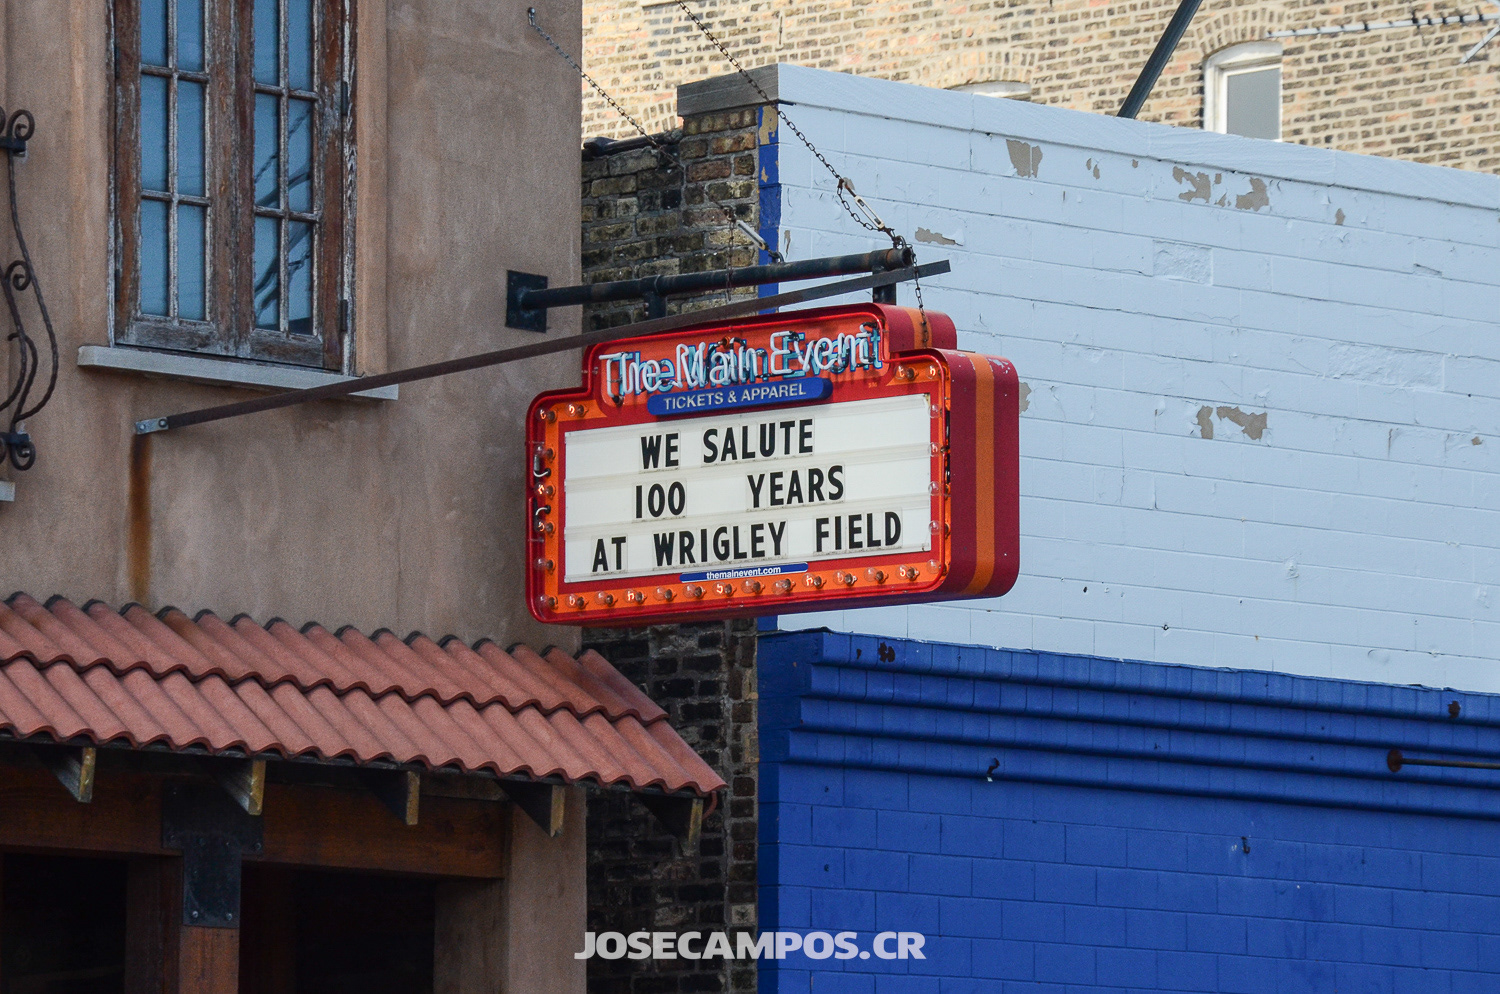 The Main Event
TICKETS & APPAREL
WE SALUTE
100 YEARS
AT WRIGLEY FIELD
themainevent.com
JOSECAMPOS.CR